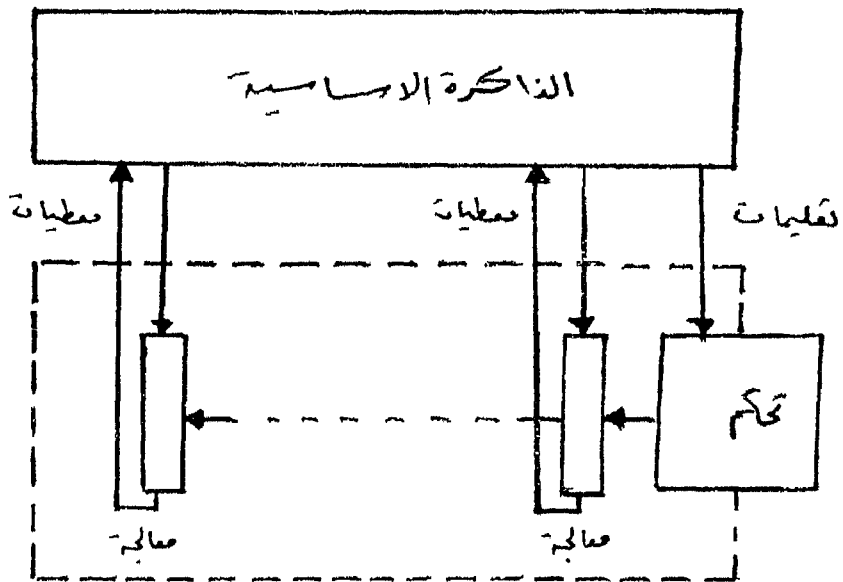 الذاكرة الاساسية
تعليمات
معطيات
معطيات
تحكم
معالجة
معالجة